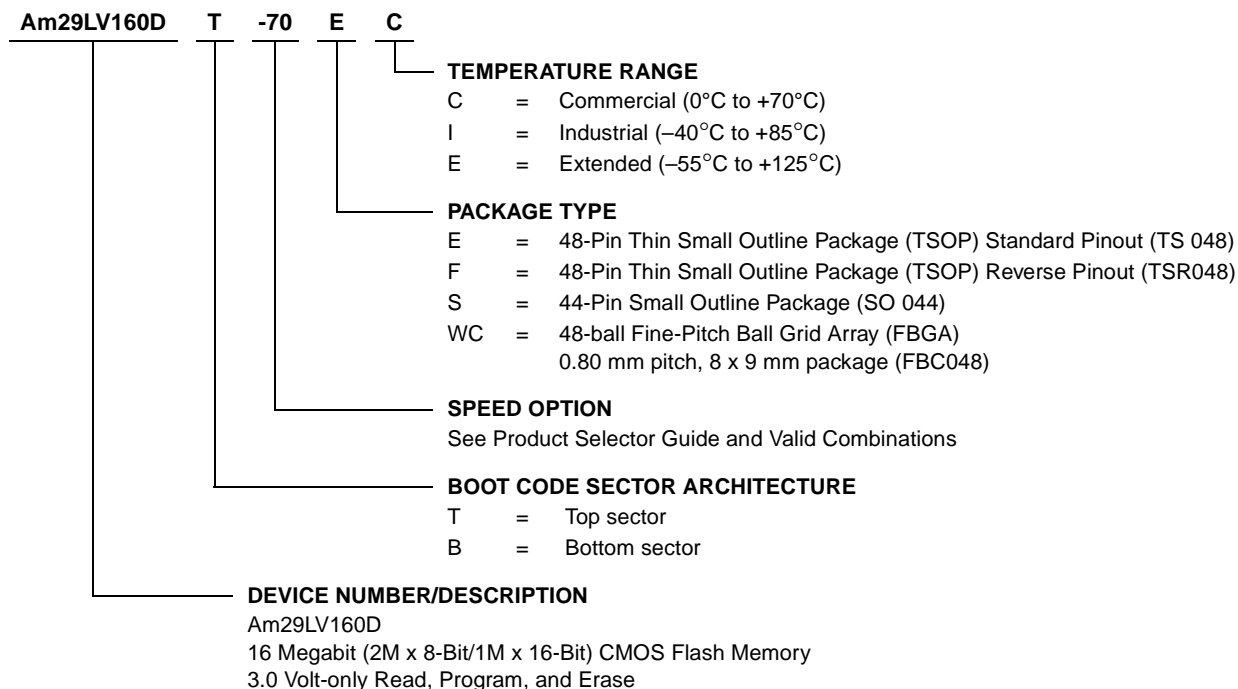 Am29LV160D T -70 E C
TEMPERATURE RANGE
C = Commercial (0°C to +70°C)
I = Industrial (–40°C to +85°C)
E = Extended (–55°C to +125°C)
PACKAGE TYPE
E = 48-Pin Thin Small Outline Package (TSOP) Standard Pinout (TS 048)
F = 48-Pin Thin Small Outline Package (TSOP) Reverse Pinout (TSR048)
S = 44-Pin Small Outline Package (SO 044)
WC = 48-ball Fine-Pitch Ball Grid Array (FBGA)
0.80 mm pitch, 8 x 9 mm package (FBC048)
SPEED OPTION
See Product Selector Guide and Valid Combinations
BOOT CODE SECTOR ARCHITECTURE
T = Top sector
B = Bottom sector
DEVICE NUMBER/DESCRIPTION
Am29LV160D
16 Megabit (2M x 8-Bit/1M x 16-Bit) CMOS Flash Memory
3.0 Volt-only Read, Program, and Erase